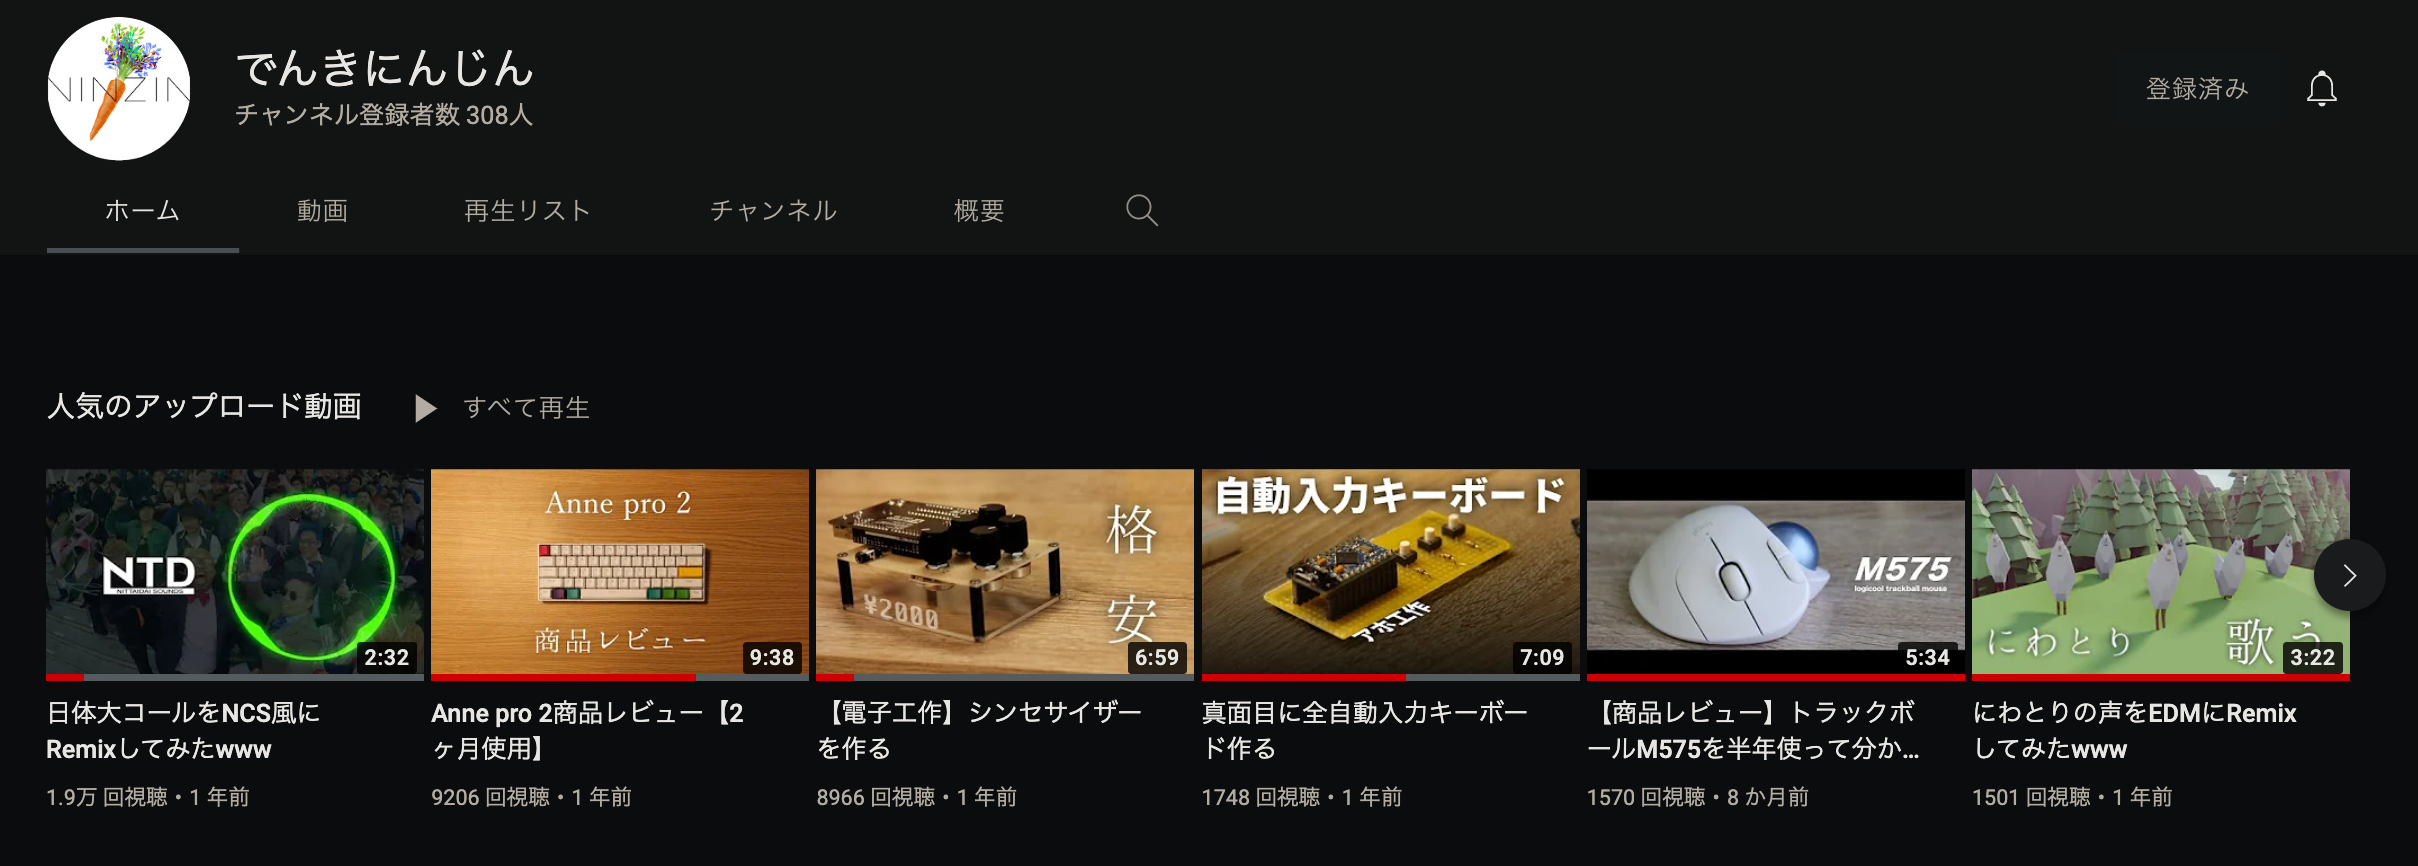 NINZIN
でんきにんじん
チャンネル登録者数 308人
登録済み
ホーム
動画
再生リスト
チャンネル
概要
人気のアップロード動画
すべて再生
NTD
NITTAIDAI SOUNDS
2:32
日体大コールをNCS風に
Remixしてみたwww
1.9万 回視聴・1 年前
Anne pro 2
商品レビュー
9:38
Anne pro 2商品レビュー【2
ヶ月使用】
9206 回視聴・1 年前
格安
¥2000
6:59
【電子工作】シンセサイザー
を作る
8966 回視聴・1 年前
自動入力キーボード
アホ工作
7:09
真面目に全自動入力キーボー
ド作る
1748 回視聴・1 年前
M575
logicool trackball mouse
5:34
【商品レビュー】トラックボ
ールM575を半年使って分か...
1570 回視聴・8 か月前
にわとり 歌う
3:22
にわとりの声をEDMにRemix
してみたwww
1501 回視聴・1 年前